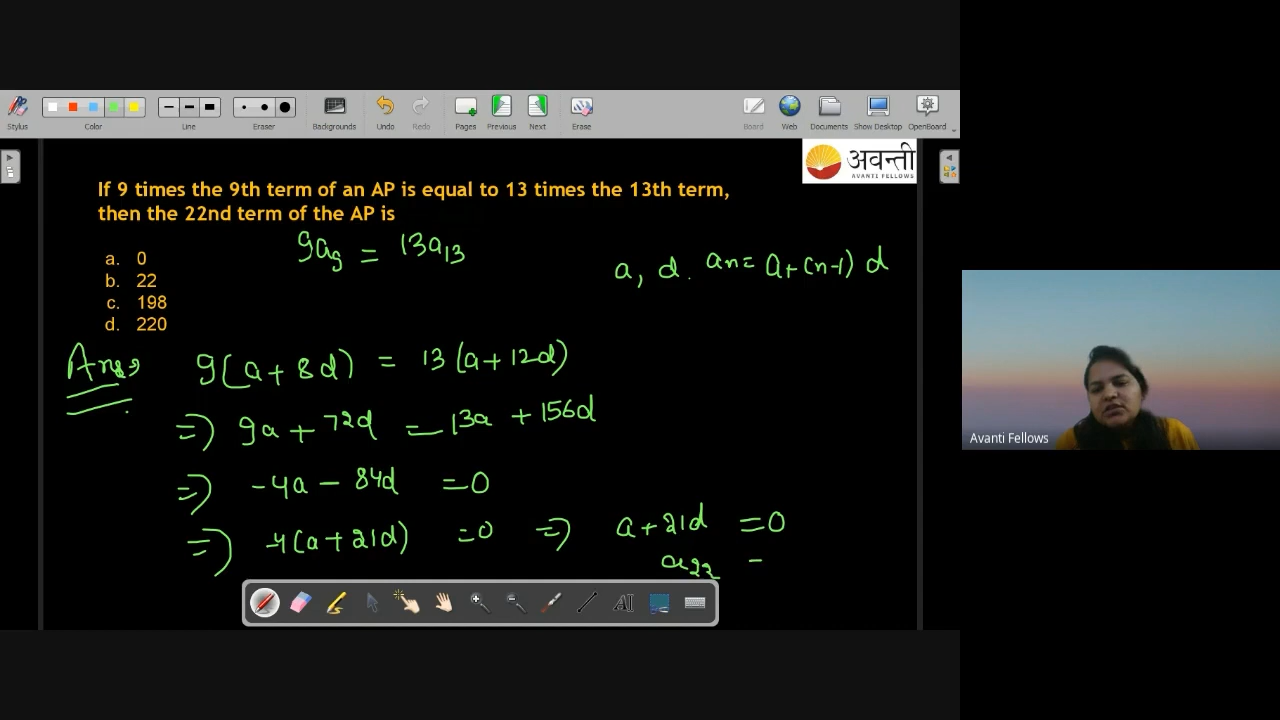 Stylus
Color
Line
Eraser
Backgrounds
Undo
Redo
Pages
Previous
Next
Erase
Board
Web
Documents
Show Desktop
OpenBoard
अवन्ती
AVANTI FELLOWS
If 9 times the 9th term of an AP is equal to 13 times the 13th term,
then the 22nd term of the AP is
9a₉ = 13a₁₃
a, d. an = a+(n-1) d
a. 0
b. 22
c. 198
d. 220
Ans
9(a+8d) = 13(a+12d)
=> 9a + 72d = 13a + 156d
=> -4a - 84d = 0
=> -4(a+21d) = 0 => a+21d = 0
a₂₂ =
AI
Avanti Fellows